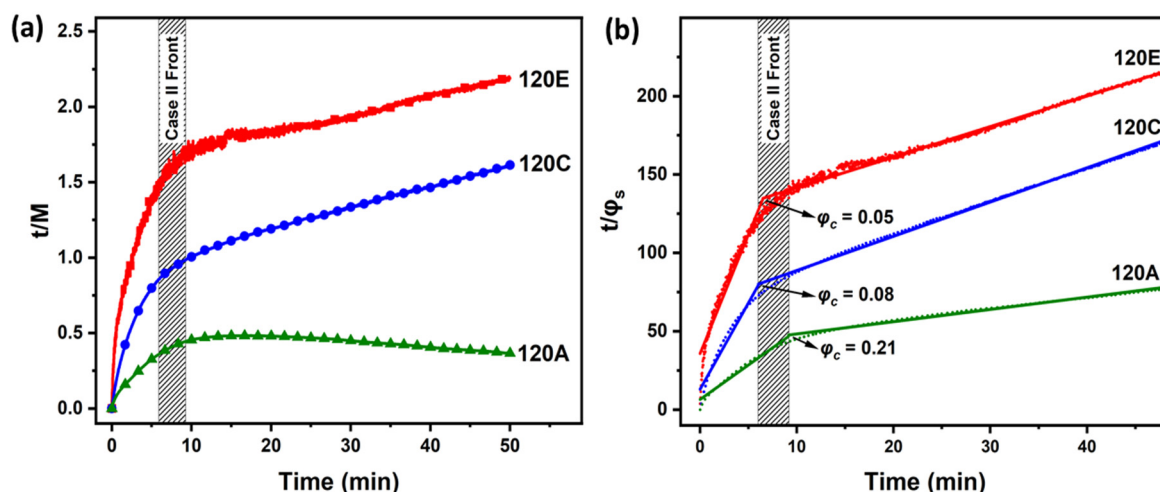 (a)
2.5
2.0
1.5
1.0
0.5
0.0
t/M
Case II Front
120E
120C
120A
0
10
20
30
40
50
Time (min)
(b)
200
150
100
50
0
t/φs
Case II Front
120E
120C
120A
φc = 0.05
φc = 0.08
φc = 0.21
0
10
20
30
40
Time (min)